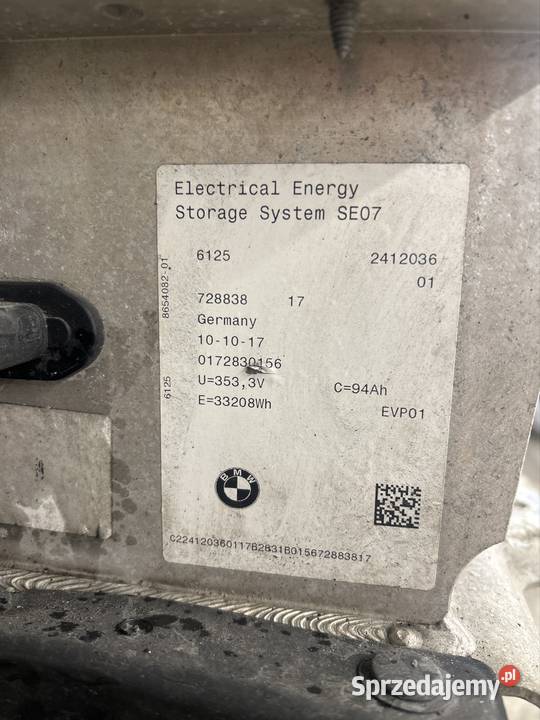 Electrical Energy
Storage System SE07
6125 2412036
01
728838 17
Germany
10-10-17
0172830156
U=353,3V C=94Ah
E=33208Wh EVP01
8654082-01
6125
BMW
C22412036011782831B015672883817
Sprzedajemy.pl